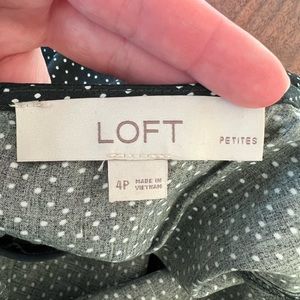 LOFT
PETITES
4P
MADE IN
VIETNAM